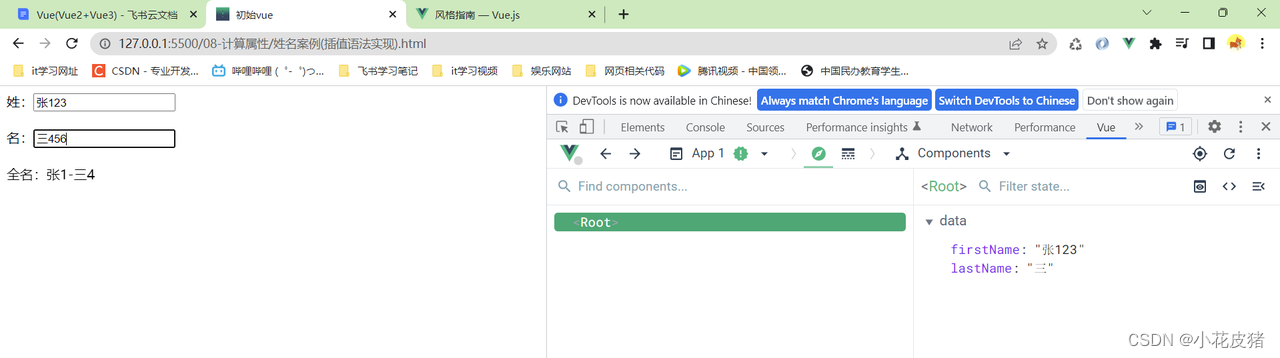 Vue(Vue2+Vue3) - 飞书云文档
初始vue
风格指南 — Vue.js
127.0.0.1:5500/08-计算属性/姓名案例(插值语法实现).html
it学习网址
CSDN - 专业开发...
哔哩哔哩 (゜-゜)つ...
飞书学习笔记
it学习视频
娱乐网站
网页相关代码
腾讯视频 - 中国领...
中国民办教育学生...
姓：张123
名：三456
全名：张1-三4
DevTools is now available in Chinese! Always match Chrome's language Switch DevTools to Chinese Don't show again
Elements Console Sources Performance insights Network Performance Vue 1
App 1 Components
Find components...
<Root> Filter state...
<Root>
data
firstName: "张123"
lastName: "三"
CSDN @小花皮猪